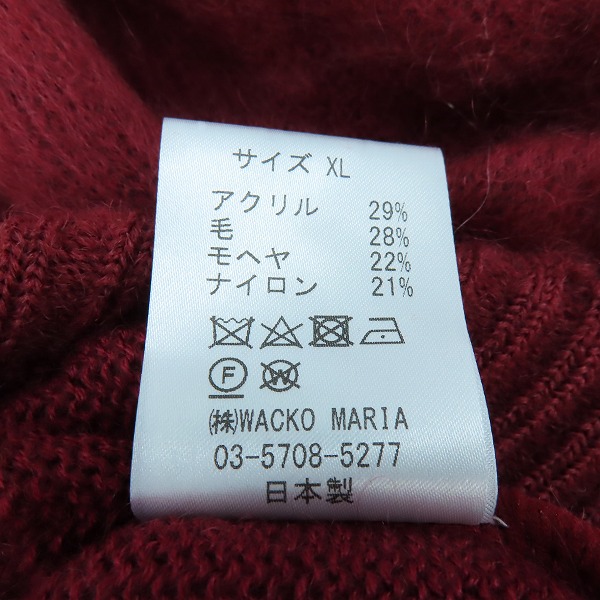 サイズ XL
アクリル 29%
毛 28%
モヘヤ 22%
ナイロン 21%
F W
㈱WACKO MARIA
03-5708-5277
日本製